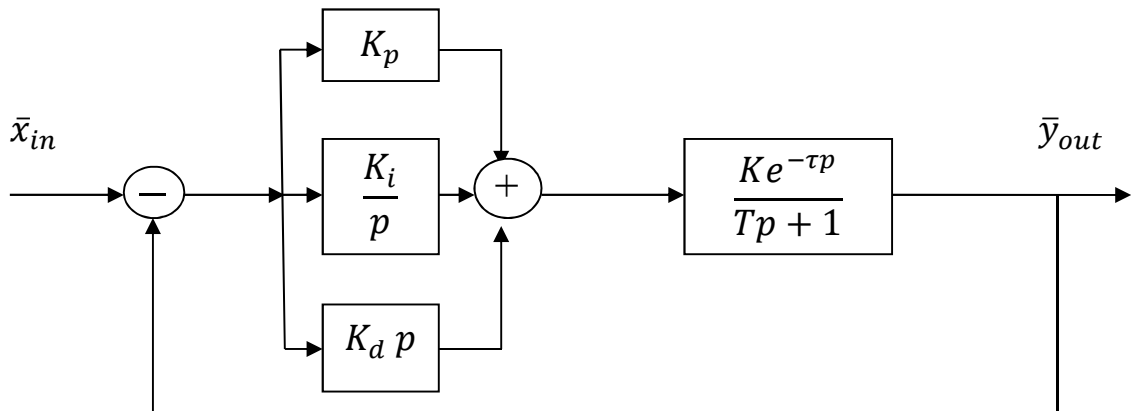 K_p
x̄_in
ȳ_out
−
K_i
p
+
Ke^{−τp}
Tp + 1
K_d p